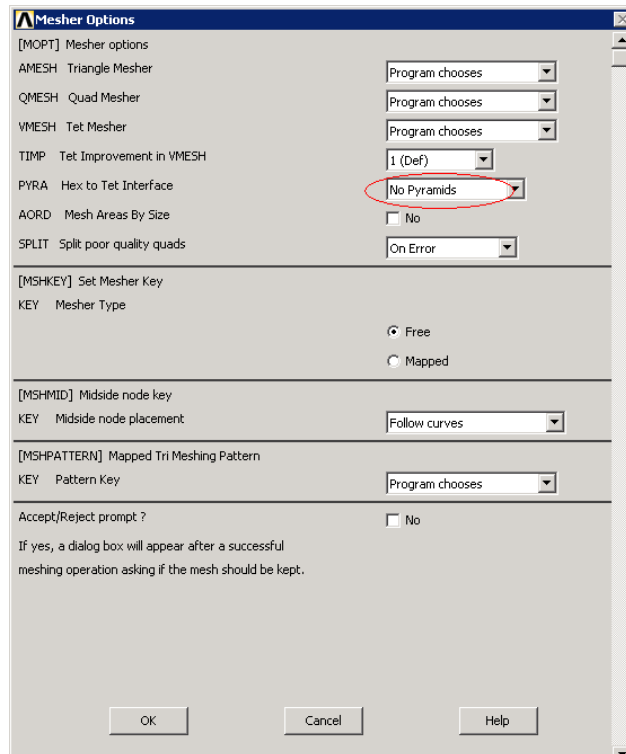 Mesher Options
[MOPT] Mesher options
AMESH Triangle Mesher Program chooses
QMESH Quad Mesher Program chooses
VMESH Tet Mesher Program chooses
TIMP Tet Improvement in VMESH 1 (Def)
PYRA Hex to Tet Interface No Pyramids
AORD Mesh Areas By Size No
SPLIT Split poor quality quads On Error
[MSHKEY] Set Mesher Key
KEY Mesher Type
Free
Mapped
[MSHMID] Midside node key
KEY Midside node placement Follow curves
[MSHPATTERN] Mapped Tri Meshing Pattern
KEY Pattern Key Program chooses
Accept/Reject prompt ? No
If yes, a dialog box will appear after a successful
meshing operation asking if the mesh should be kept.
OK Cancel Help